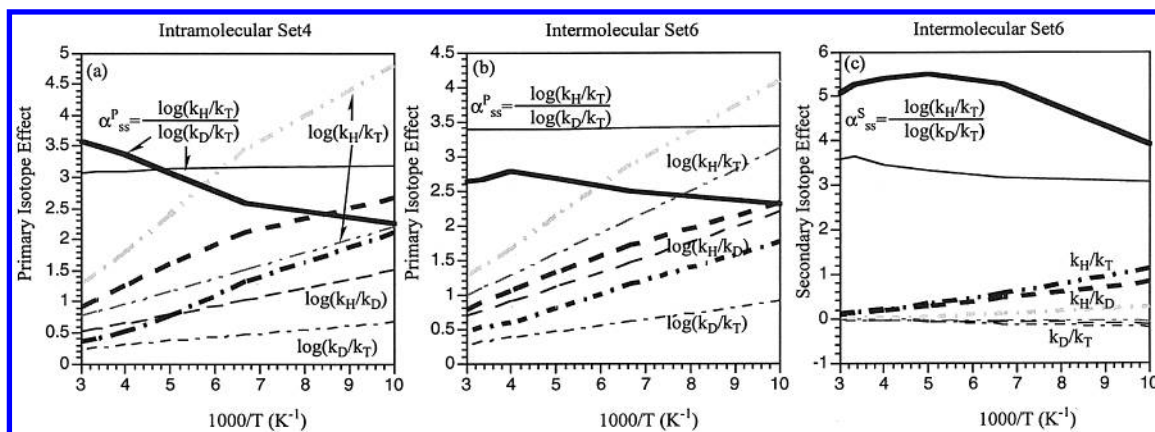 Intramolecular Set4
Intermolecular Set6
Intermolecular Set6
Primary Isotope Effect
5
4.5
4
3.5
3
2.5
2
1.5
1
0.5
0
(a)
α^P_ss = log(k_H/k_T) / log(k_D/k_T)
log(k_H/k_T)
log(k_H/k_D)
log(k_D/k_T)
3 4 5 6 7 8 9 10
1000/T (K⁻¹)
Primary Isotope Effect
4.5
4
3.5
3
2.5
2
1.5
1
0.5
0
(b)
α^P_ss = log(k_H/k_T) / log(k_D/k_T)
log(k_H/k_T)
log(k_H/k_D)
log(k_D/k_T)
3 4 5 6 7 8 9 10
1000/T (K⁻¹)
Secondary Isotope Effect
6
5
4
3
2
1
0
-1
(c)
α^S_ss = log(k_H/k_T) / log(k_D/k_T)
k_H/k_T
k_H/k_D
k_D/k_T
3 4 5 6 7 8 9 10
1000/T (K⁻¹)